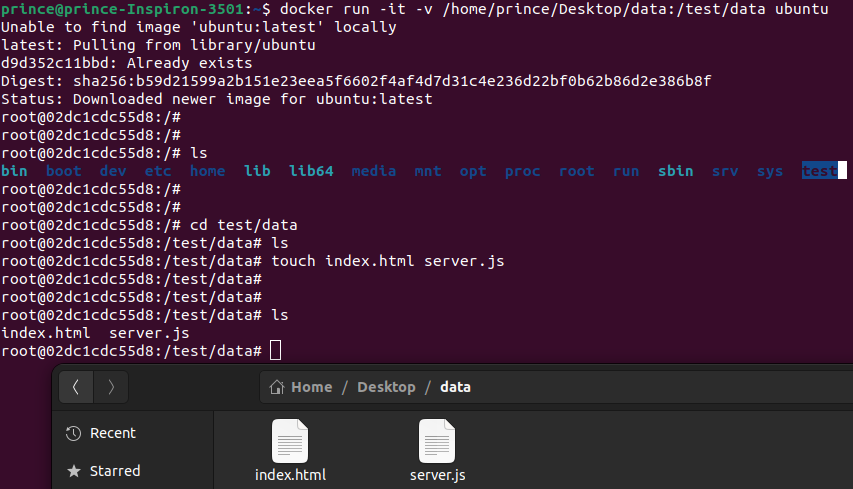 prince@prince-Inspiron-3501:~$ docker run -it -v /home/prince/Desktop/data:/test/data ubuntu
Unable to find image 'ubuntu:latest' locally
latest: Pulling from library/ubuntu
d9d352c11bbd: Already exists
Digest: sha256:b59d21599a2b151e23eea5f6602f4af4d7d31c4e236d22bf0b62b86d2e386b8f
Status: Downloaded newer image for ubuntu:latest
root@02dc1cdc55d8:/#
root@02dc1cdc55d8:/#
root@02dc1cdc55d8:/# ls
bin  boot  dev  etc  home  lib  lib64  media  mnt  opt  proc  root  run  sbin  srv  sys  test
root@02dc1cdc55d8:/#
root@02dc1cdc55d8:/#
root@02dc1cdc55d8:/# cd test/data
root@02dc1cdc55d8:/test/data# ls
root@02dc1cdc55d8:/test/data# touch index.html server.js
root@02dc1cdc55d8:/test/data#
root@02dc1cdc55d8:/test/data#
root@02dc1cdc55d8:/test/data# ls
index.html  server.js
root@02dc1cdc55d8:/test/data#
Home / Desktop / data
Recent
Starred
index.html server.js